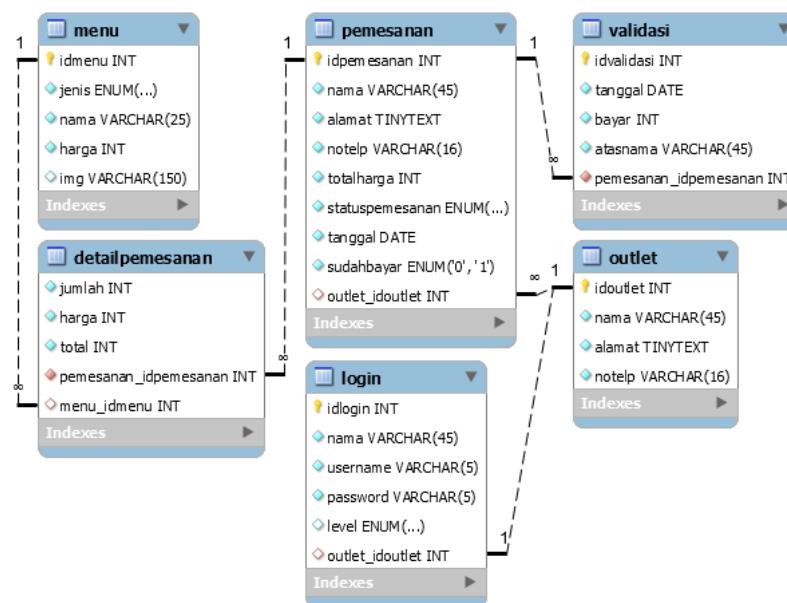 menu
idmenu INT
jenis ENUM(...)
nama VARCHAR(25)
harga INT
img VARCHAR(150)
Indexes
detailpemesanan
jumlah INT
harga INT
total INT
pemesanan_idpemesanan INT
menu_idmenu INT
Indexes
pemesanan
idpemesanan INT
nama VARCHAR(45)
alamat TINYTEXT
notelp VARCHAR(16)
totalharga INT
statuspemesanan ENUM(...)
tanggal DATE
sudahbayar ENUM('0', '1')
outlet_idoutlet INT
Indexes
login
idlogin INT
nama VARCHAR(45)
username VARCHAR(5)
password VARCHAR(5)
level ENUM(...)
outlet_idoutlet INT
Indexes
validasi
idvalidasi INT
tanggal DATE
bayar INT
atasnama VARCHAR(45)
pemesanan_idpemesanan INT
Indexes
outlet
idoutlet INT
nama VARCHAR(45)
alamat TINYTEXT
notelp VARCHAR(16)
Indexes
1
1
1
1
1
∞
∞
∞
∞